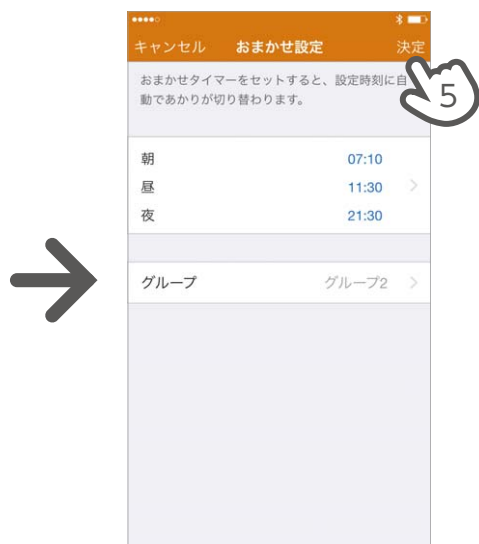 キャンセル おまかせ設定 決定
おまかせタイマーをセットすると、設定時刻に自
動であかりが切り替わります。
5
朝 07:10
昼 11:30
夜 21:30
グループ グループ2